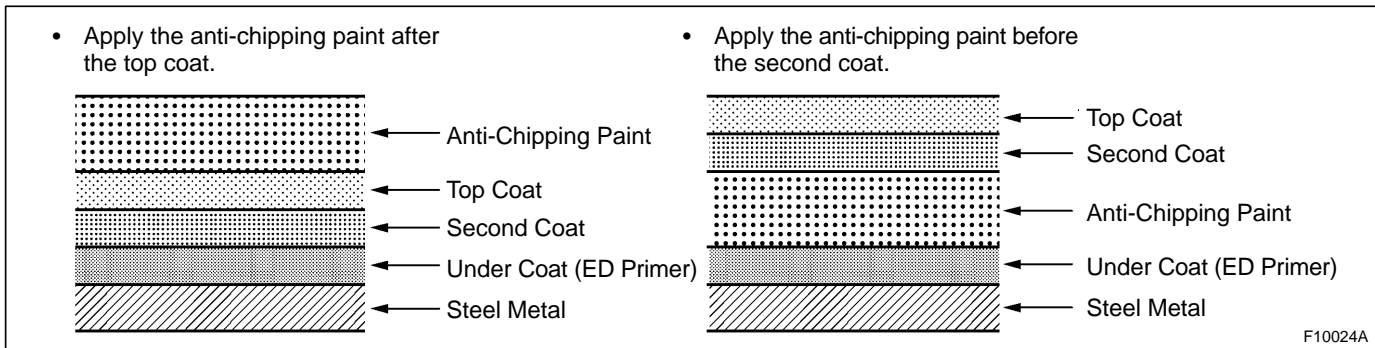 • Apply the anti-chipping paint after
the top coat.
Anti-Chipping Paint
Top Coat
Second Coat
Under Coat (ED Primer)
Steel Metal
• Apply the anti-chipping paint before
the second coat.
Top Coat
Second Coat
Anti-Chipping Paint
Under Coat (ED Primer)
Steel Metal
F10024A